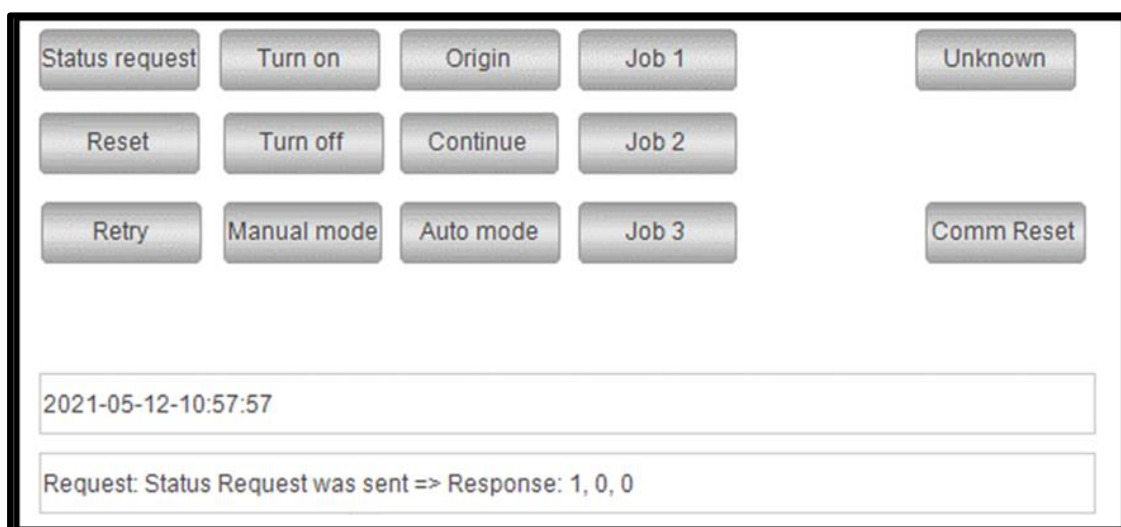 Status request Turn on Origin Job 1 Unknown
Reset Turn off Continue Job 2
Retry Manual mode Auto mode Job 3 Comm Reset
2021-05-12-10:57:57
Request: Status Request was sent => Response: 1, 0, 0